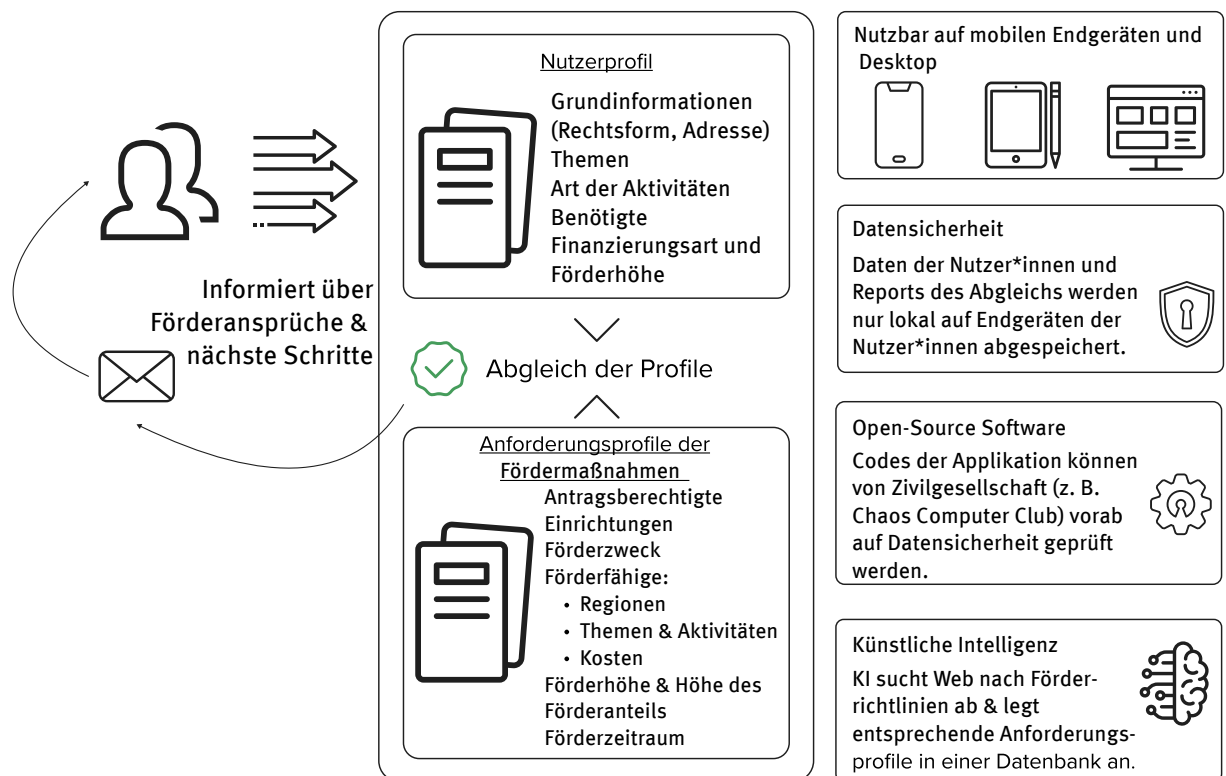 Nutzerprofil
Grundinformationen
(Rechtsform, Adresse)
Themen
Art der Aktivitäten
Benötigte
Finanzierungsart und
Förderhöhe
Informiert über
Förderansprüche &
nächste Schritte
Abgleich der Profile
Anforderungsprofile der
Fördermaßnahmen
Antragsberechtigte
Einrichtungen
Förderzweck
Förderfähige:
• Regionen
• Themen & Aktivitäten
• Kosten
Förderhöhe & Höhe des
Förderanteils
Förderzeitraum
Nutzbar auf mobilen Endgeräten und
Desktop
Datensicherheit
Daten der Nutzer*innen und
Reports des Abgleichs werden
nur lokal auf Endgeräten der
Nutzer*innen abgespeichert.
Open-Source Software
Codes der Applikation können
von Zivilgesellschaft (z. B.
Chaos Computer Club) vorab
auf Datensicherheit geprüft
werden.
Künstliche Intelligenz
KI sucht Web nach Förder-
richtlinien ab & legt
entsprechende Anforderungs-
profile in einer Datenbank an.